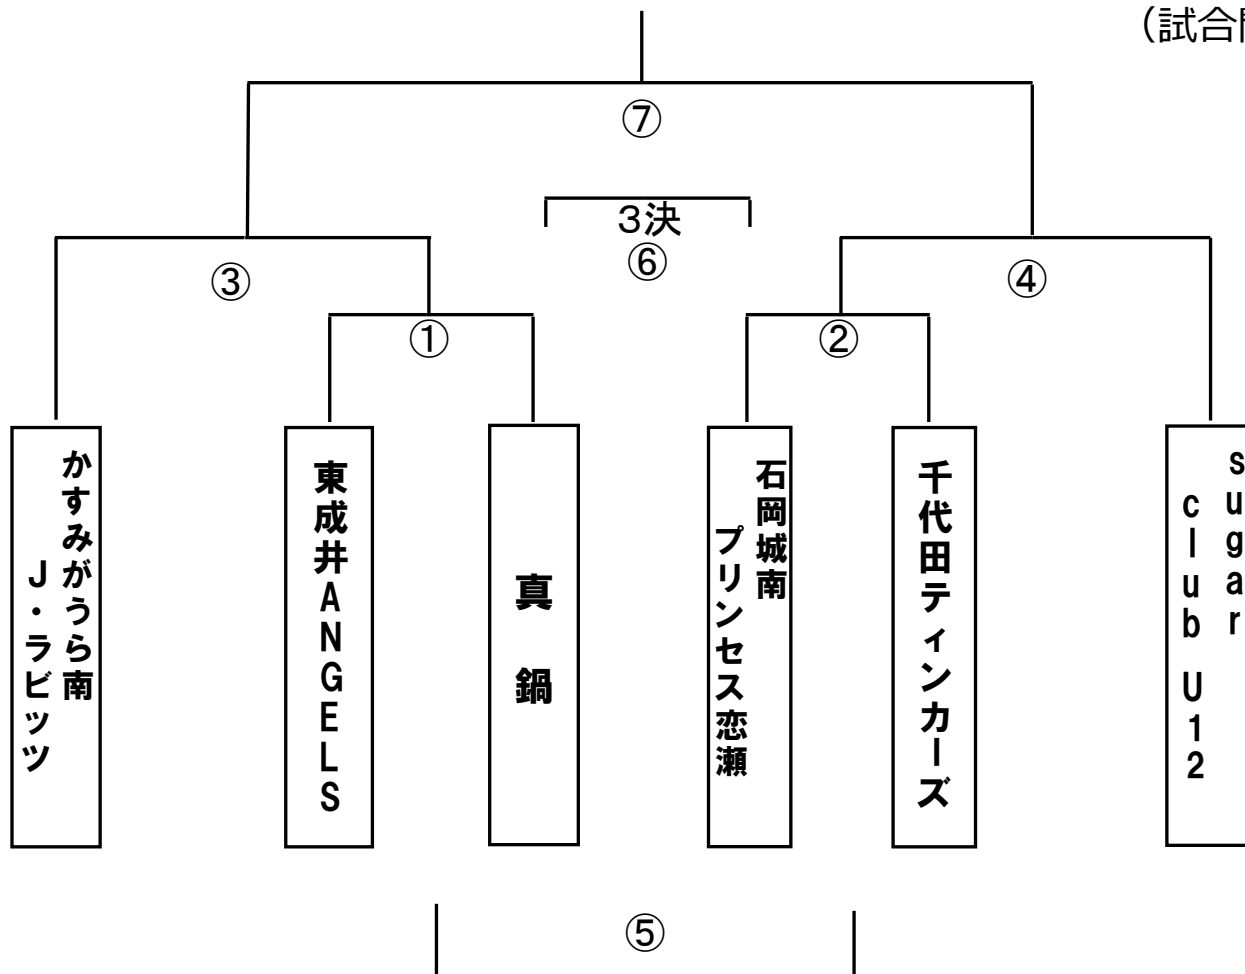 （試合
⑦
3決
⑥
③
④
①
②
かすみがうら南
J・ラビッツ
東成井ANGELS
真鍋
石岡城南
プリンセス恋瀬
千代田ティンカーズ
sugar
club U12
⑤